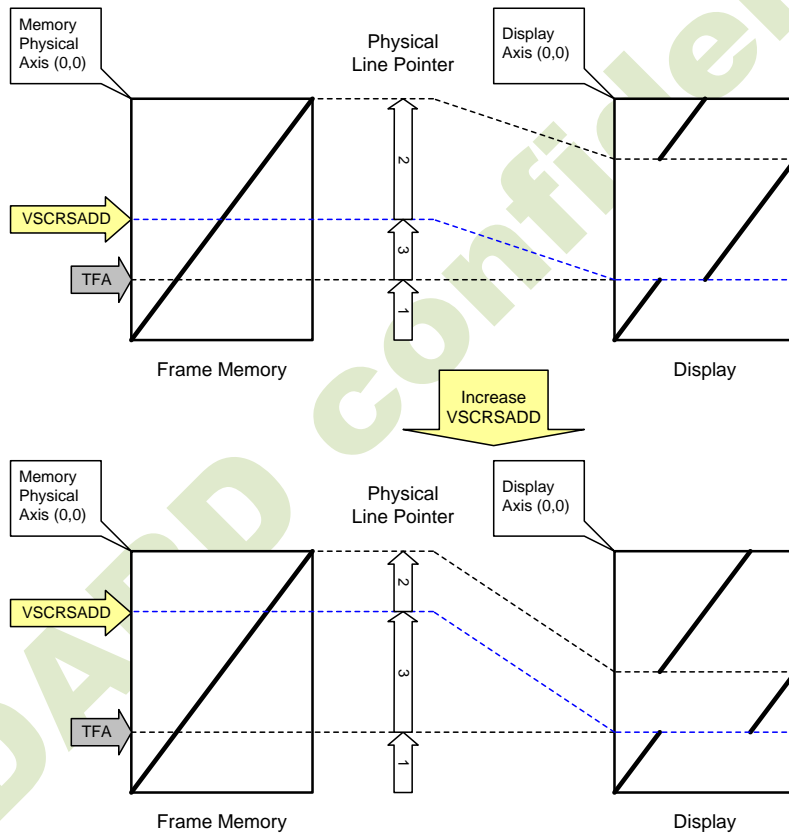 Memory
Physical
Axis (0,0)
Physical
Line Pointer
Display
Axis (0,0)
2
VSCRSADD
3
TFA
1
Frame Memory
Display
Increase
VSCRSADD
Memory
Physical
Axis (0,0)
Physical
Line Pointer
Display
Axis (0,0)
2
VSCRSADD
3
TFA
1
Frame Memory
Display